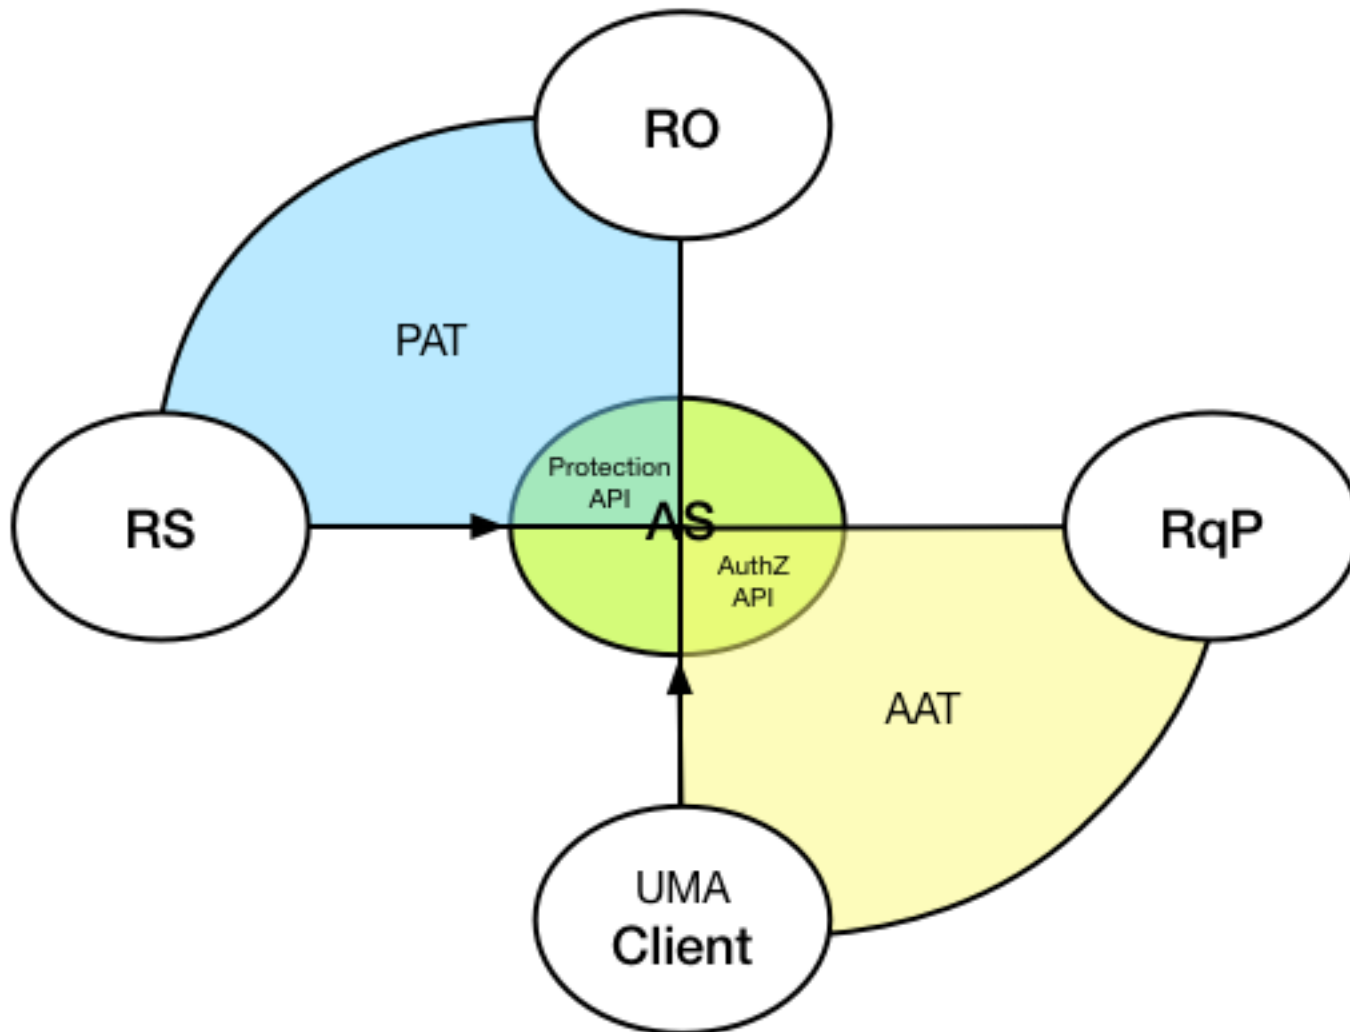 RO
PAT
Protection
API
AS
RS
RqP
AuthZ
API
AAT
UMA
Client